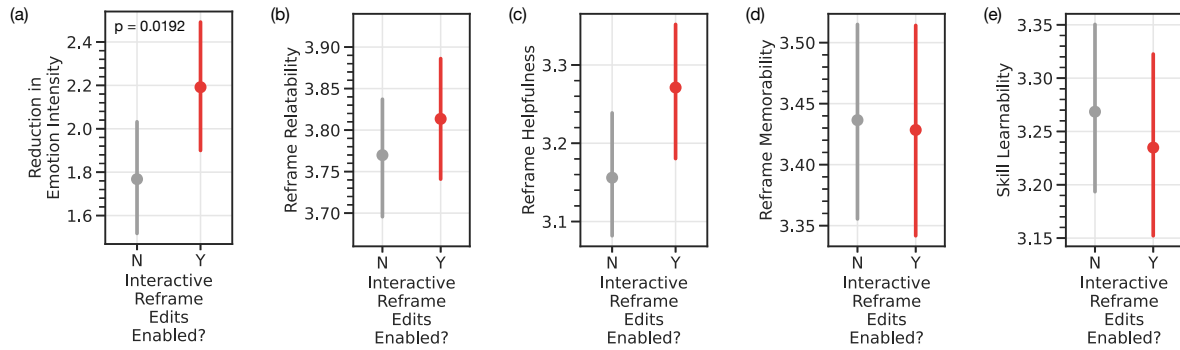 (a)
p = 0.0192
Reduction in
Emotion Intensity
2.4
2.2
2.0
1.8
1.6
N
Y
Interactive
Reframe
Edits
Enabled?
(b)
Reframe Relatability
3.90
3.85
3.80
3.75
3.70
N
Y
Interactive
Reframe
Edits
Enabled?
(c)
Reframe Helpfulness
3.3
3.2
3.1
N
Y
Interactive
Reframe
Edits
Enabled?
(d)
Reframe Memorability
3.50
3.45
3.40
3.35
N
Y
Interactive
Reframe
Edits
Enabled?
(e)
Skill Learnability
3.35
3.30
3.25
3.20
3.15
N
Y
Interactive
Reframe
Edits
Enabled?